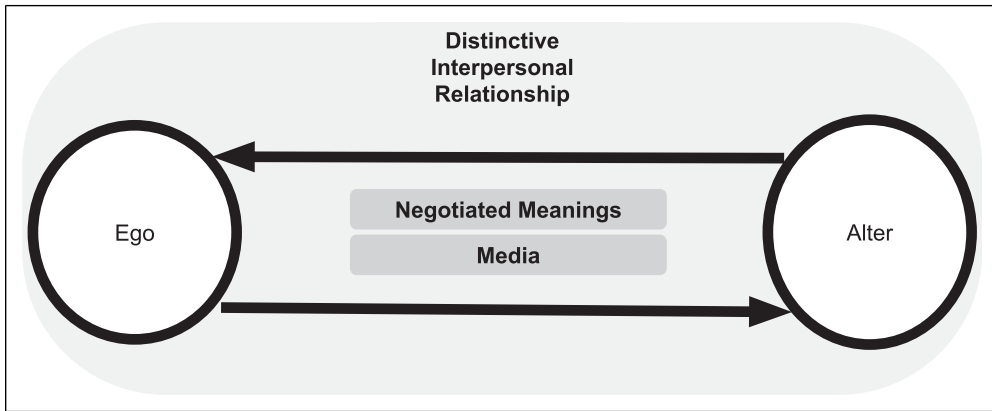 Distinctive
Interpersonal
Relationship
Negotiated Meanings
Ego
Alter
Media